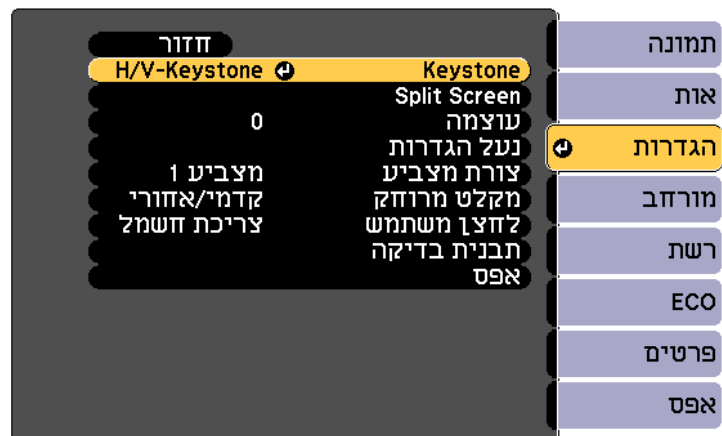 חזור
Keystone H/V-Keystone
Split Screen
עוצמה 0
נעל הגדרות
צורת מצביע מצביע 1
מקלט מרוחק קדמי/אחורי
לחצן משתמש צריכת חשמל
תבנית בדיקה
אפס
תמונה
אות
הגדרות
מורחב
רשת
ECO
פרטים
אפס